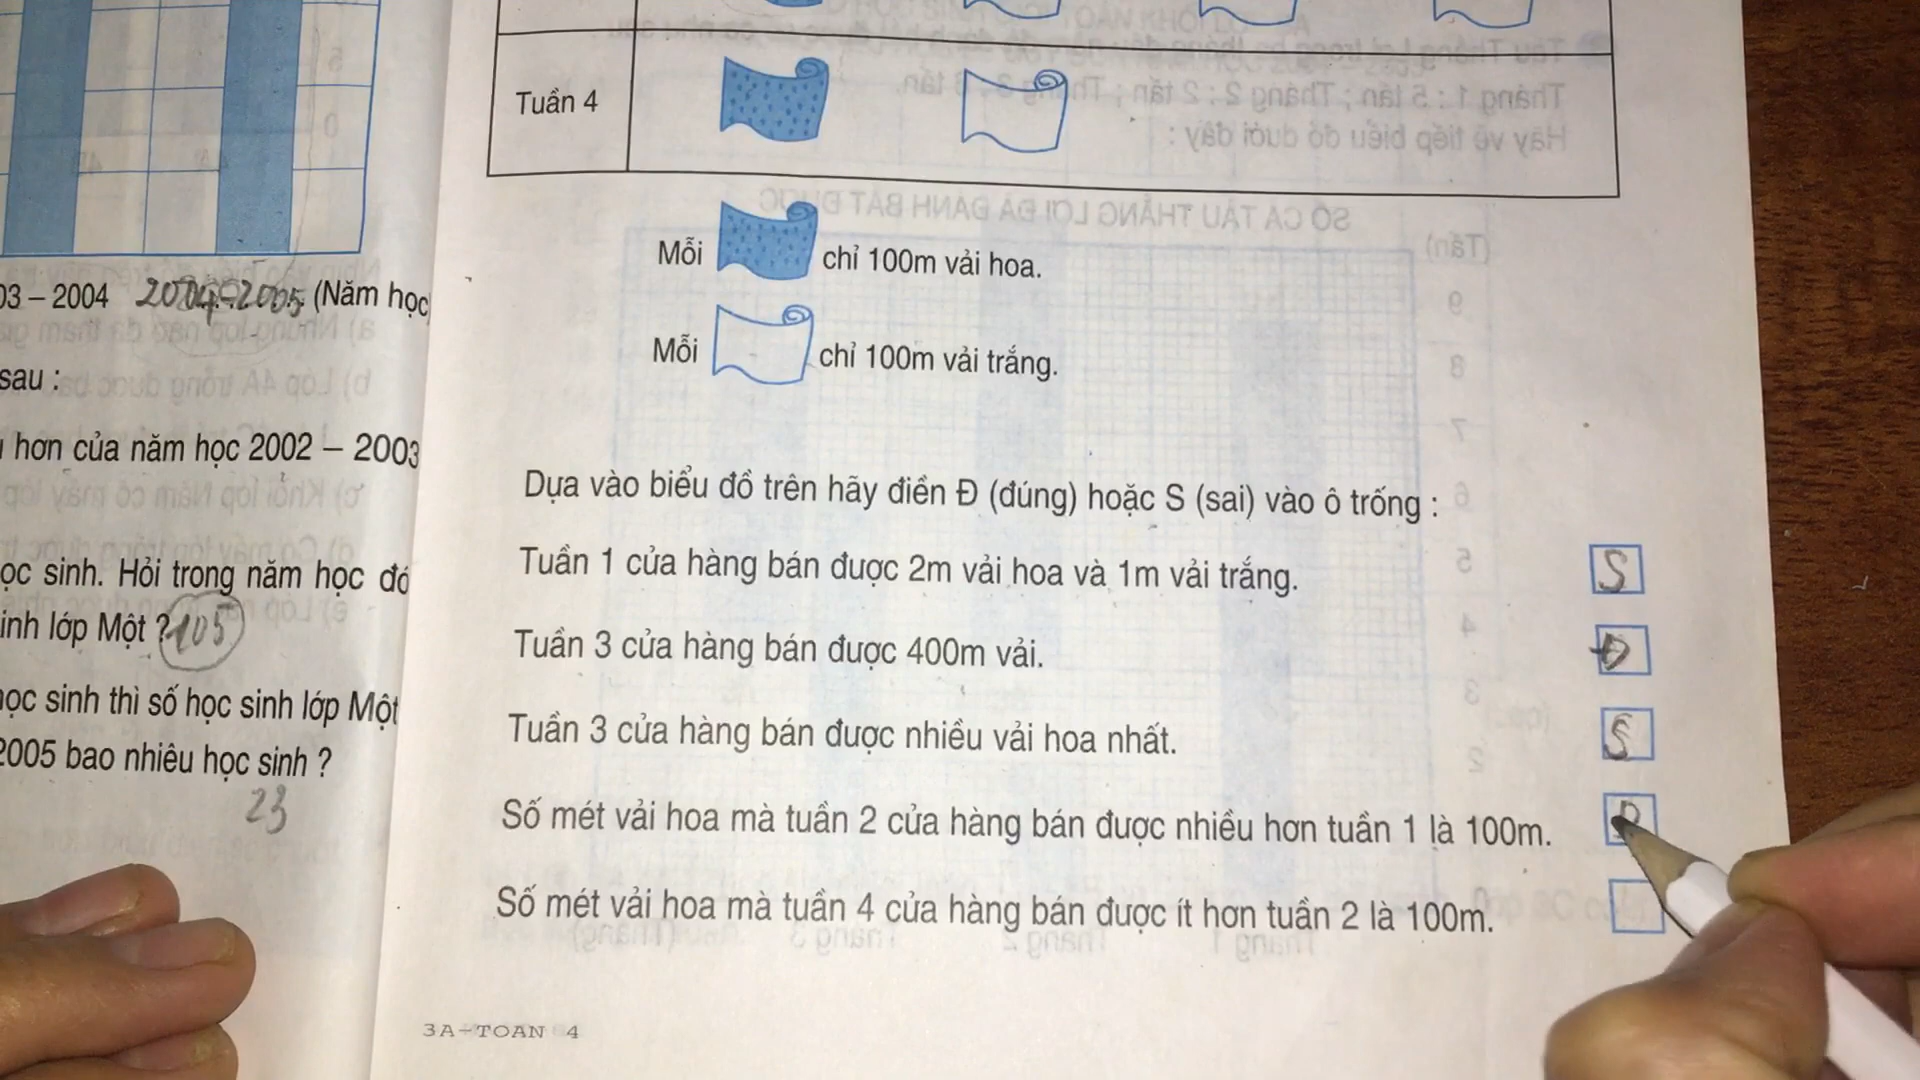 Tuần 4
Mỗi chỉ 100m vải hoa.
Mỗi chỉ 100m vải trắng.
Dựa vào biểu đồ trên hãy điền Đ (đúng) hoặc S (sai) vào ô trống :
Tuần 1 cửa hàng bán được 2m vải hoa và 1m vải trắng. S
Tuần 3 cửa hàng bán được 400m vải. Đ
Tuần 3 cửa hàng bán được nhiều vải hoa nhất. S
Số mét vải hoa mà tuần 2 cửa hàng bán được nhiều hơn tuần 1 là 100m.
Số mét vải hoa mà tuần 4 cửa hàng bán được ít hơn tuần 2 là 100m.
3A-TOAN 4
03 – 2004 2004-2005 (Năm học
sau :
hơn của năm học 2002 – 2003
ọc sinh. Hỏi trong năm học đó
inh lớp Một ? 105
học sinh thì số học sinh lớp Một
2005 bao nhiêu học sinh ?
23